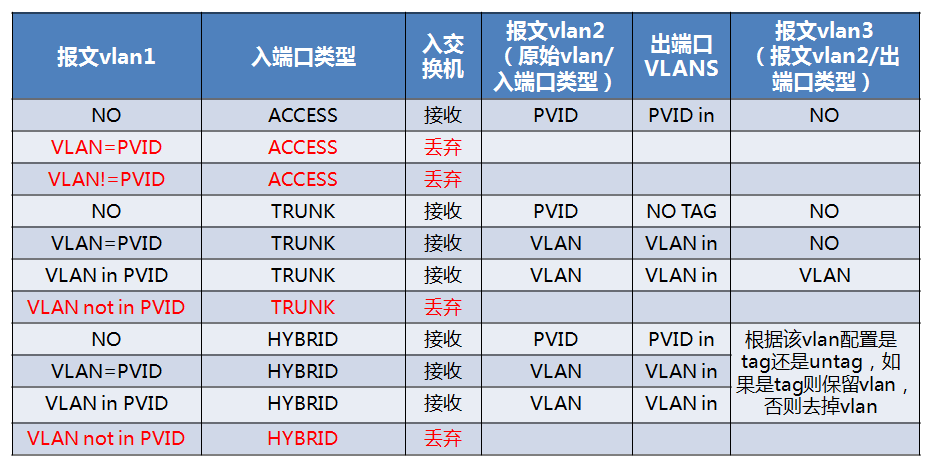 报文vlan1 入端口类型 入交换机 报文vlan2（原始vlan/入端口类型） 出端口VLANS 报文vlan3（报文vlan2/出端口类型）
NO ACCESS 接收 PVID PVID in NO
VLAN=PVID ACCESS 丢弃
VLAN!=PVID ACCESS 丢弃
NO TRUNK 接收 PVID NO TAG NO
VLAN=PVID TRUNK 接收 VLAN VLAN in NO
VLAN in PVID TRUNK 接收 VLAN VLAN in VLAN
VLAN not in PVID TRUNK 丢弃
NO HYBRID 接收 PVID PVID in 根据该vlan配置是
VLAN=PVID HYBRID 接收 VLAN VLAN in tag还是untag，如
VLAN in PVID HYBRID 接收 VLAN VLAN in 果是tag则保留vlan，
否则去掉vlan
VLAN not in PVID HYBRID 丢弃